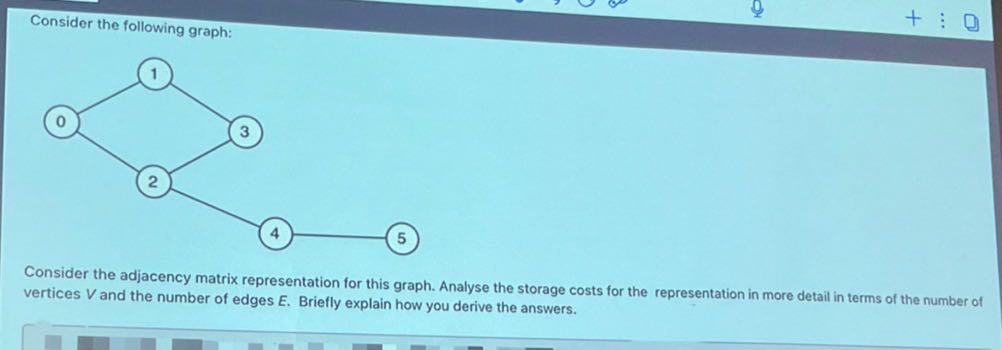 Consider the following graph:
1
0
3
2
4
5
Consider the adjacency matrix representation for this graph. Analyse the storage costs for the representation in more detail in terms of the number of
vertices V and the number of edges E. Briefly explain how you derive the answers.